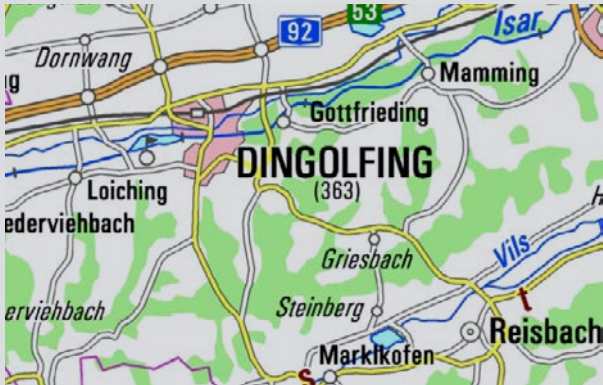 53
92
Isar
Dornwang
g
Mamming
Gottfrieding
DINGOLFING
(363)
Loiching
ederviehbach
Vils
Griesbach
erviehbach
Steinberg
t
Reisbach
Marklkofen
s